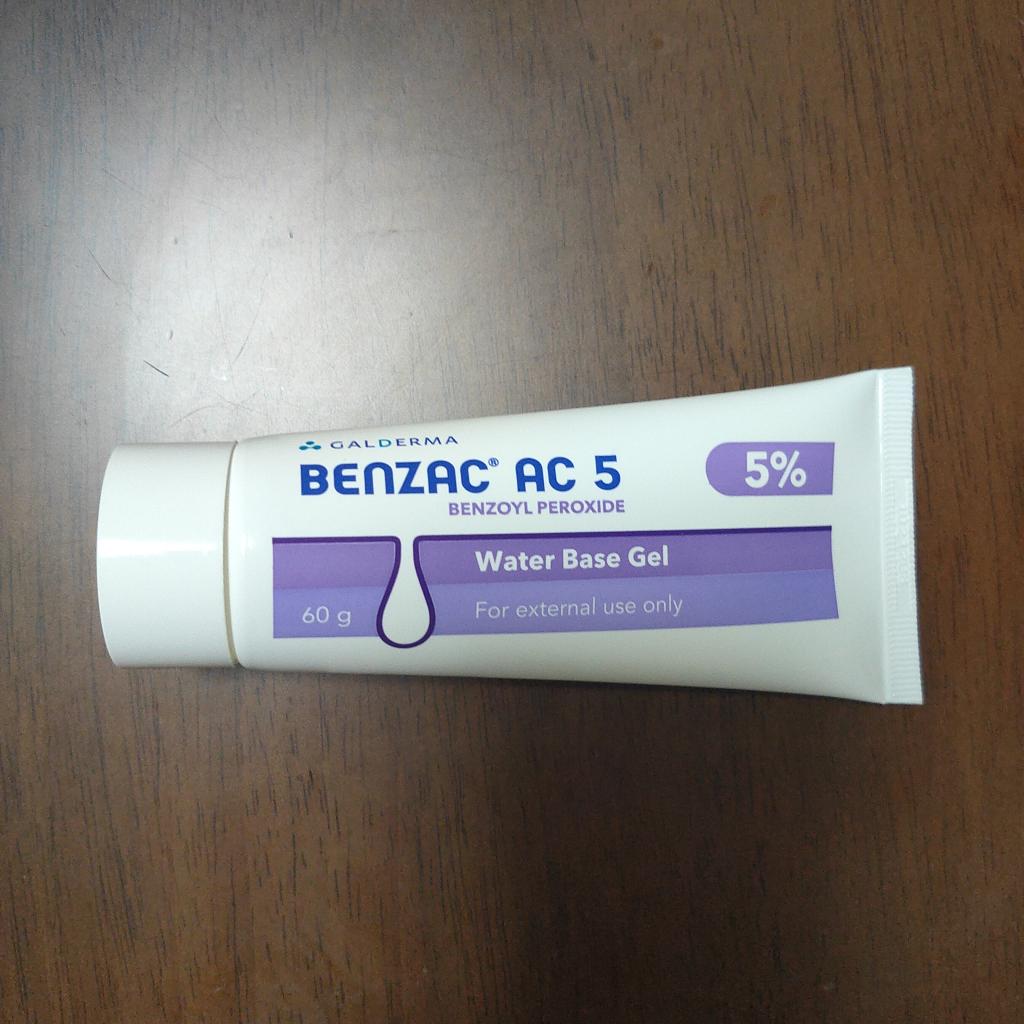 GALDERMA
BENZAC® AC 5
BENZOYL PEROXIDE
5%
Water Base Gel
60 g
For external use only